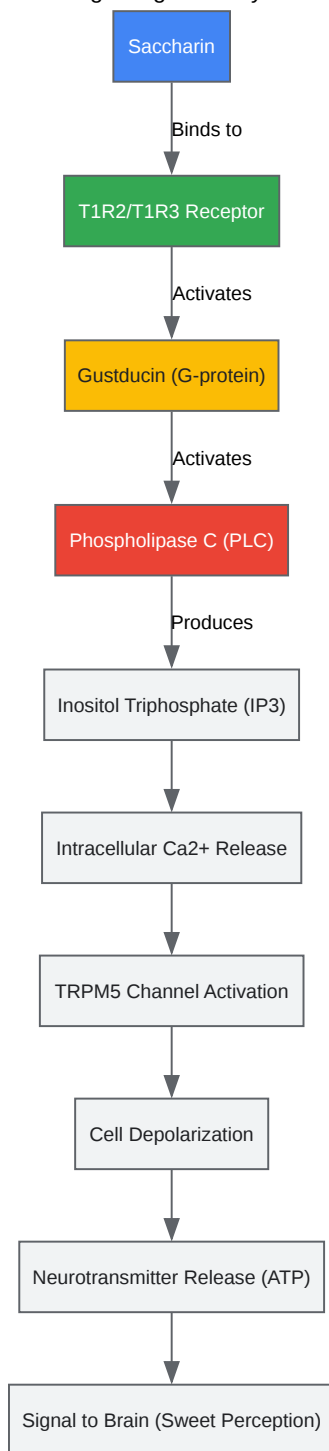 Saccharin
Binds to
T1R2/T1R3 Receptor
Activates
Gustducin (G-protein)
Activates
Phospholipase C (PLC)
Produces
Inositol Triphosphate (IP3)
Intracellular Ca2+ Release
TRPM5 Channel Activation
Cell Depolarization
Neurotransmitter Release (ATP)
Signal to Brain (Sweet Perception)